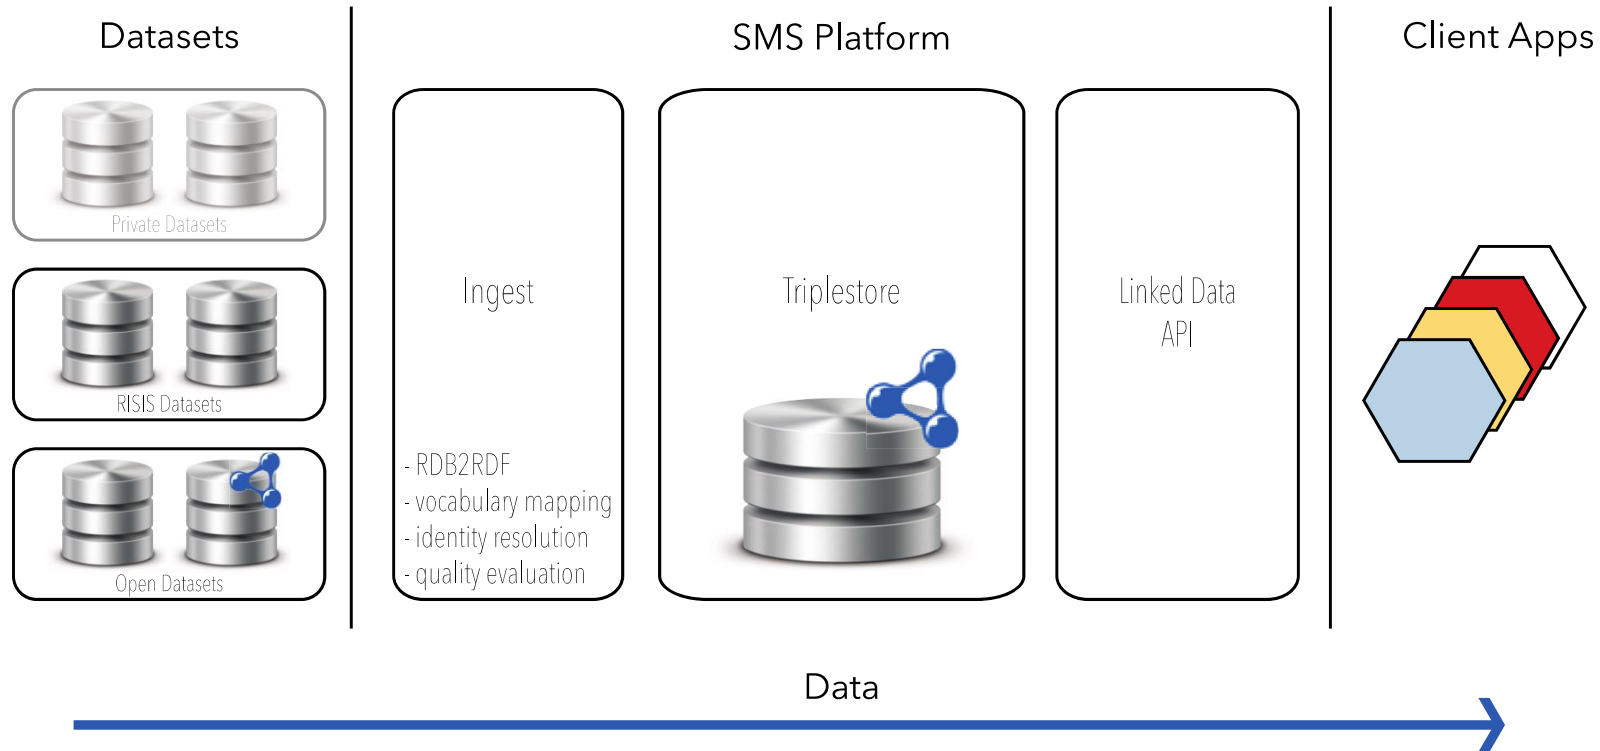 Datasets
SMS Platform
Client Apps
Private Datasets
RISIS Datasets
Open Datasets
Ingest
- RDB2RDF
- vocabulary mapping
- identity resolution
- quality evaluation
Triplestore
Linked Data
API
Data